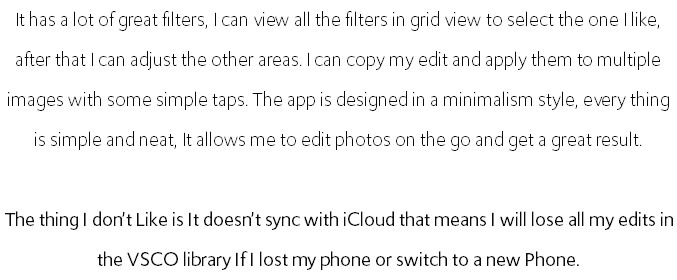 It has a lot of great filters, I can view all the filters in grid view to select the one I like,
after that I can adjust the other areas. I can copy my edit and apply them to multiple
images with some simple taps. The app is designed in a minimalism style, every thing
is simple and neat, It allows me to edit photos on the go and get a great result.
The thing I don't Like is It doesn't sync with iCloud that means I will lose all my edits in
the VSCO library If I lost my phone or switch to a new Phone.